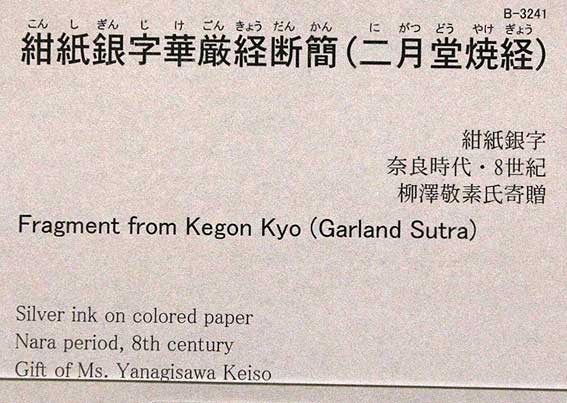 B-3241
こんしぎんじけごんきょうだんかん にがつどうやけぎょう
紺紙銀字華厳経断簡(二月堂焼経)
紺紙銀字
奈良時代・8世紀
柳澤敬素氏寄贈
Fragment from Kegon Kyo (Garland Sutra)
Silver ink on colored paper
Nara period, 8th century
Gift of Ms. Yanagisawa Keiso